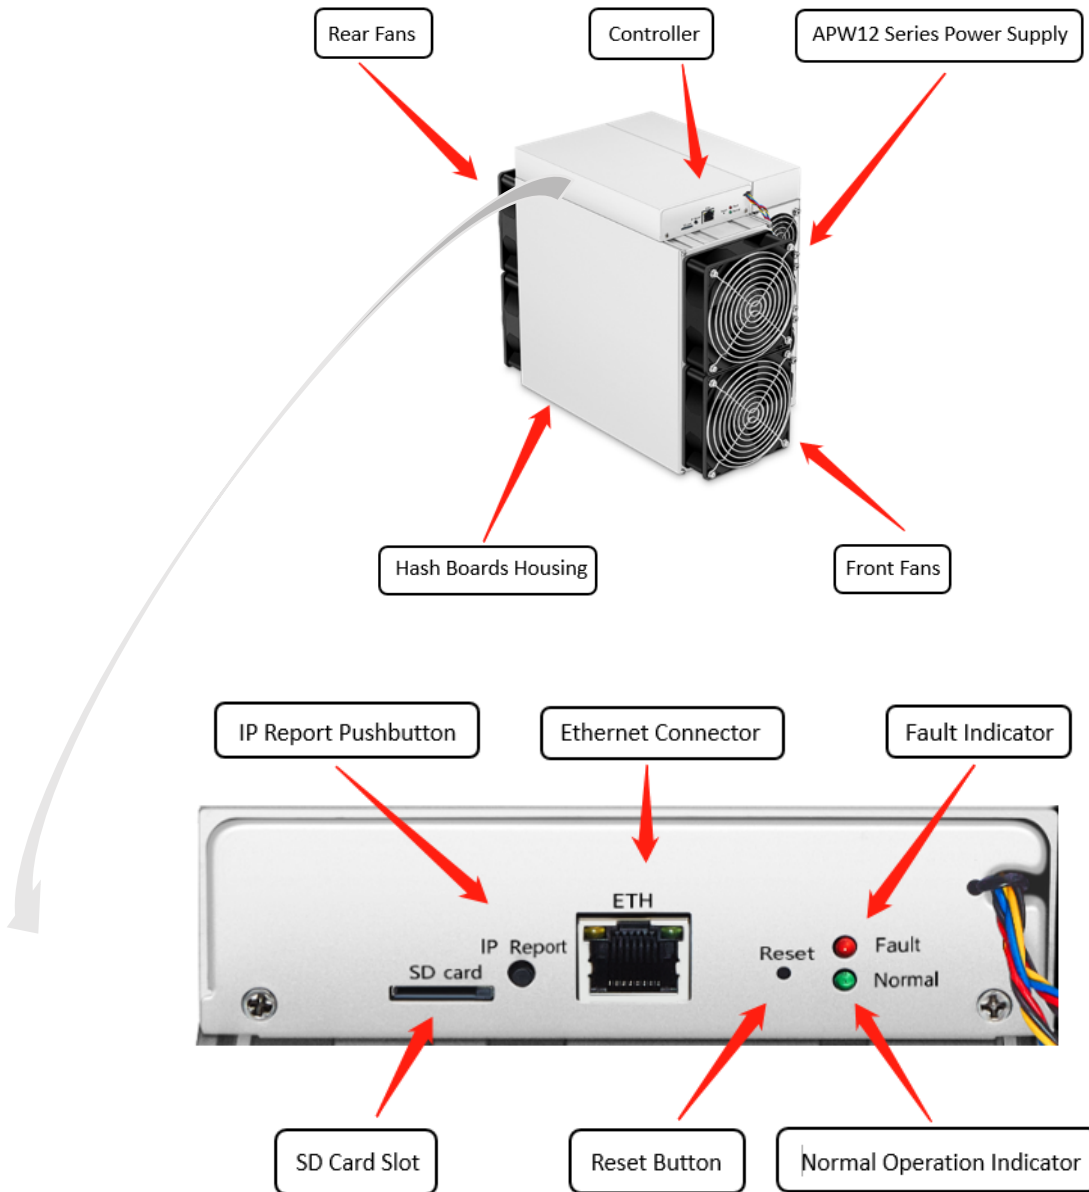 Rear Fans
Controller
APW12 Series Power Supply
Hash Boards Housing
Front Fans
IP Report Pushbutton
Ethernet Connector
Fault Indicator
ETH
IP Report
SD card
Reset
Fault
Normal
SD Card Slot
Reset Button
Normal Operation Indicator